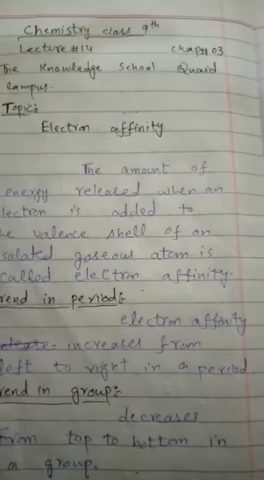 Chemistry class 9th
Lecture #14 chapt 03
The Knowledge School Quaid
campus.
Topic:
Electron affinity
The amount of
energy released when an
lectron is added to
he valence shell of an
solated gaseous atom is
called electron affinity.
rend in period:
electron affinity
increases from
left to right in a period.
rend in group:
decreases
From top to bottom in
a group.